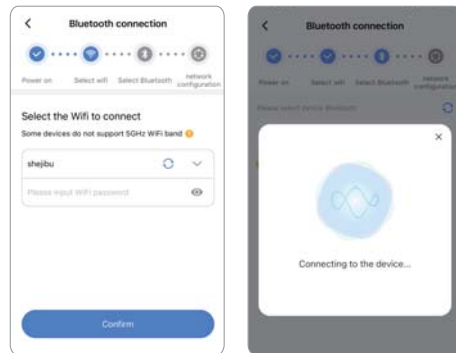 Bluetooth connection
Power on
Select wifi
Select Bluetooth
network
configuration
Select the Wifi to connect
Some devices do not support 5GHz WiFi band
shejibu
Please input WiFi password
Confirm
Bluetooth connection
Power on
Select wifi
Select Bluetooth
network
configuration
Please select device Bluetooth
Connecting to the device...